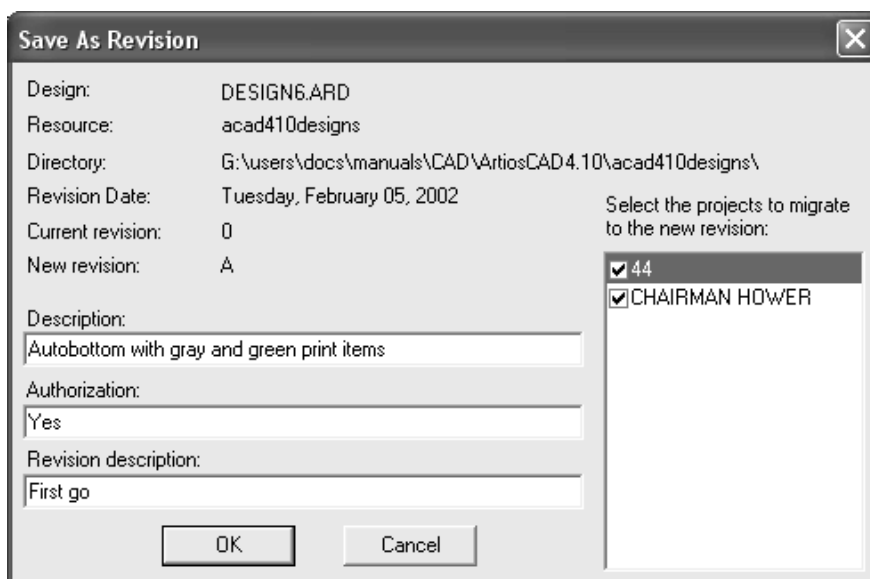 Save As Revision
Design: DESIGN6.ARD
Resource: acad410designs
Directory: G:\users\docs\manuals\CAD\ArtiosCAD4.10\acad410designs\
Revision Date: Tuesday, February 05, 2002
Current revision: 0
New revision: A
Select the projects to migrate
to the new revision:
44
CHAIRMAN HOWER
Description:
Autobottom with gray and green print items
Authorization:
Yes
Revision description:
First go
OK Cancel